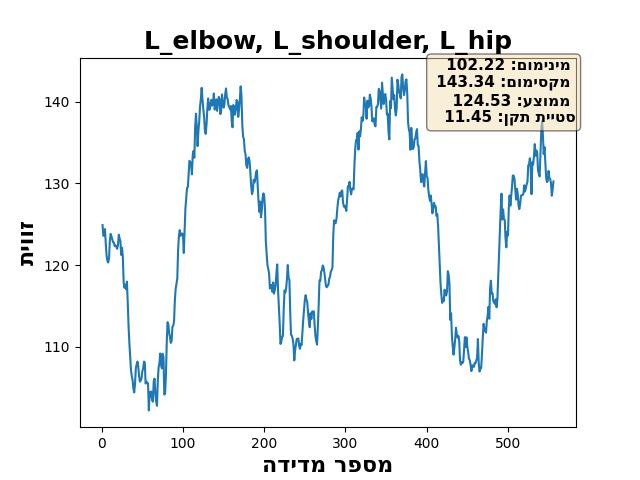 L_elbow, L_shoulder, L_hip
מינימום: 102.22
מקסימום: 143.34
ממוצע: 124.53
סטיית תקן: 11.45
140
130
120
110
זווית
0 100 200 300 400 500
מספר מדידה